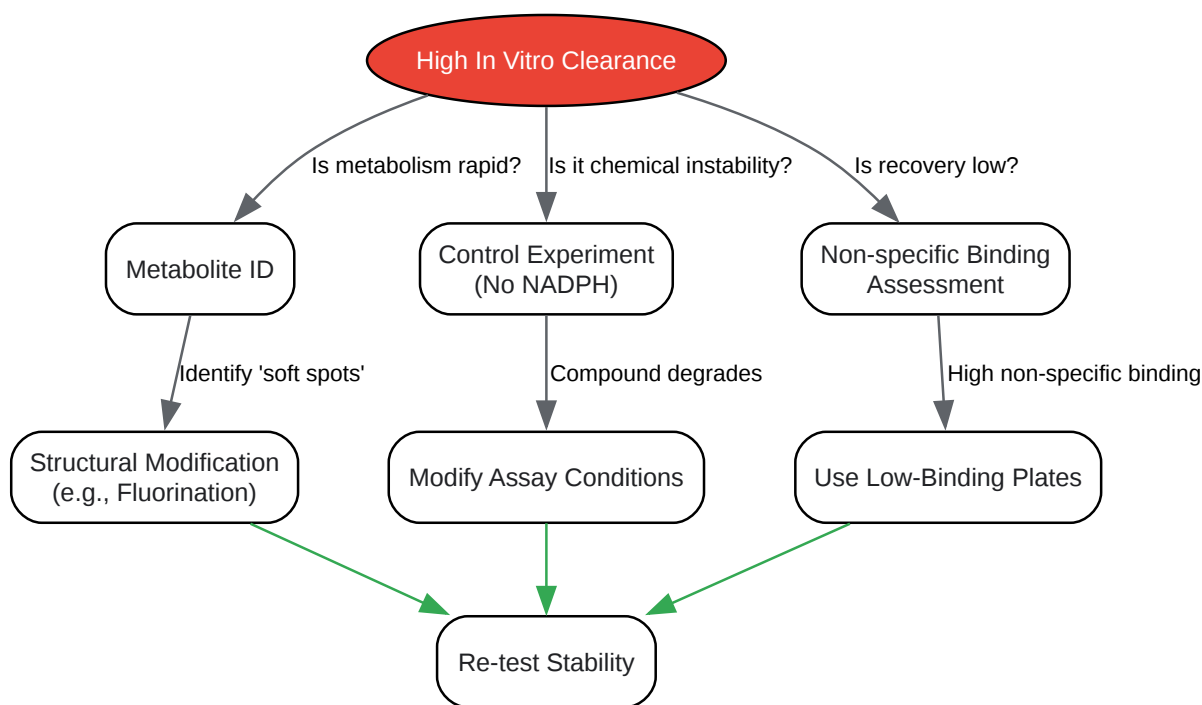 High In Vitro Clearance
Is metabolism rapid?
Is it chemical instability?
Is recovery low?
Metabolite ID
Control Experiment
(No NADPH)
Non-specific Binding
Assessment
Identify 'soft spots'
Compound degrades
High non-specific binding
Structural Modification
(e.g., Fluorination)
Modify Assay Conditions
Use Low-Binding Plates
Re-test Stability